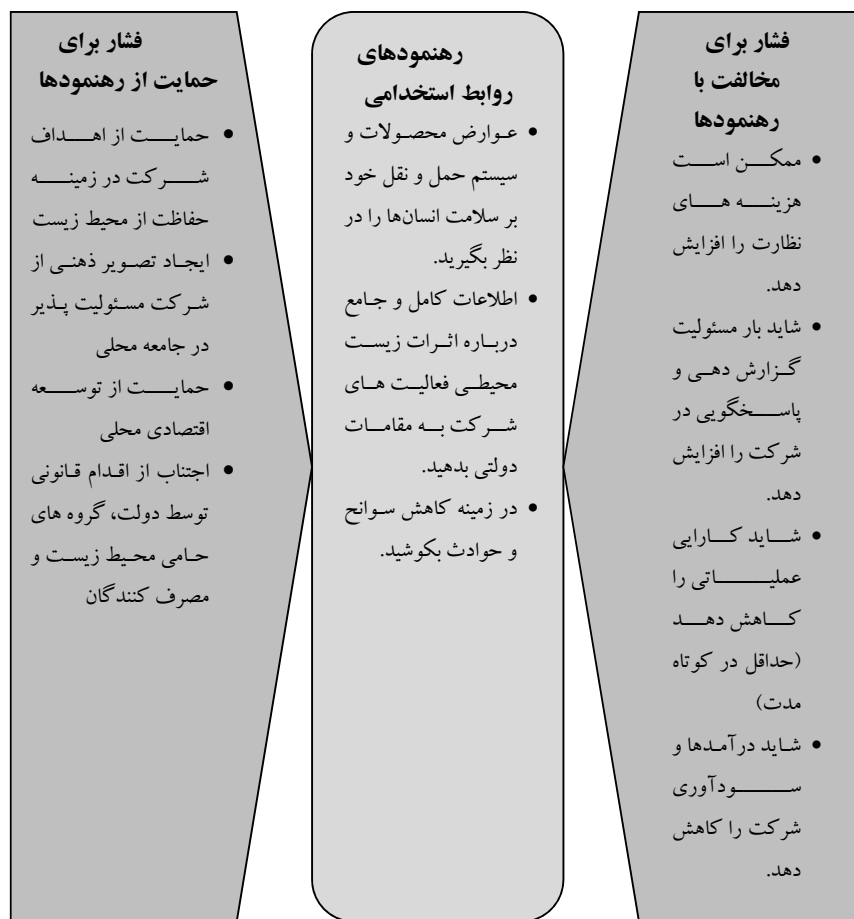 فشار برای
مخالفت با
رهنمودها
• ممکن است
هزینه های
نظارت را افزایش
دهد.
• شاید بار مسئولیت
گزارش دهی و
پاسخگویی در
شرکت را افزایش
دهد.
• شاید کارایی
عملیاتی را
کاهش دهد
(حداقل در کوتاه
مدت)
• شاید درآمدها و
سودآوری
شرکت را کاهش
دهد.
رهنمودهای
روابط استخدامی
• عوارض محصولات و
سیستم حمل و نقل خود
بر سلامت انسان‌ها را در
نظر بگیرید.
• اطلاعات کامل و جامع
درباره اثرات زیست
محیطی فعالیت های
شرکت به مقامات
دولتی بدهید.
• در زمینه کاهش سوانح
و حوادث بکوشید.
فشار برای
حمایت از رهنمودها
• حمایت از اهداف
شرکت در زمینه
حفاظت از محیط زیست
• ایجاد تصویر ذهنی از
شرکت مسئولیت پذیر
در جامعه محلی
• حمایت از توسعه
اقتصادی محلی
• اجتناب از اقدام قانونی
توسط دولت، گروه های
حامی محیط زیست و
مصرف کنندگان